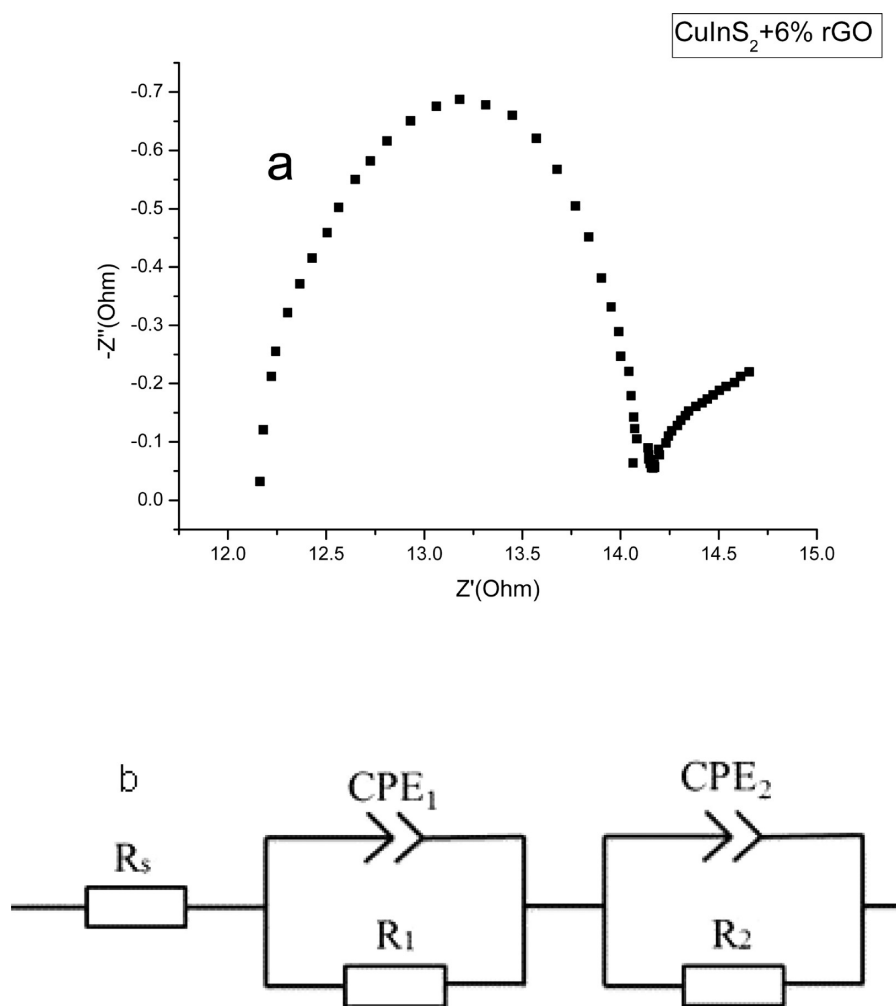 CuInS₂+6% rGO
a
-Z''(Ohm)
-0.7
-0.6
-0.5
-0.4
-0.3
-0.2
-0.1
0.0
12.0 12.5 13.0 13.5 14.0 14.5 15.0
Z'(Ohm)
b
CPE₁ CPE₂
Rs
R₁ R₂